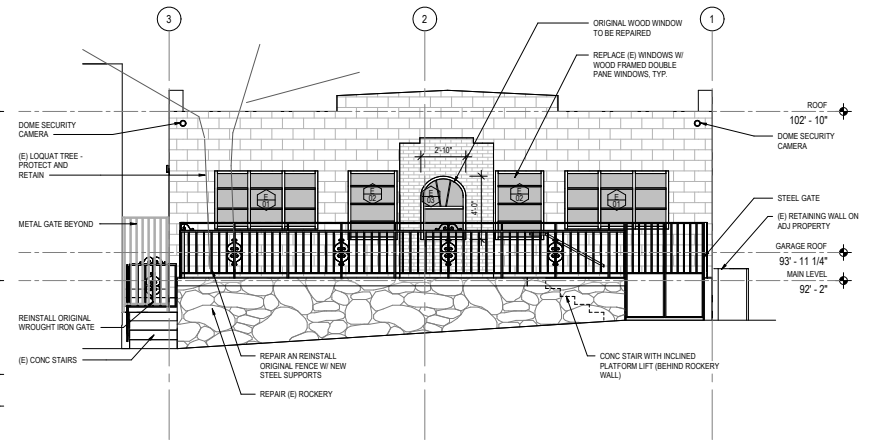 3
2
1
ORIGINAL WOOD WINDOW
TO BE REPAIRED
REPLACE (E) WINDOWS W/
WOOD FRAMED DOUBLE
PANE WINDOWS, TYP.
ROOF
102' - 10"
DOME SECURITY
CAMERA
DOME SECURITY
CAMERA
(E) LOQUAT TREE -
PROTECT AND
RETAIN
2'-10"
4'-0"
E
01
E
02
E
03
E
02
E
01
METAL GATE BEYOND
STEEL GATE
(E) RETAINING WALL ON
ADJ PROPERTY
GARAGE ROOF
93' - 11 1/4"
MAIN LEVEL
92' - 2"
REINSTALL ORIGINAL
WROUGHT IRON GATE
(E) CONC STAIRS
REPAIR AN REINSTALL
ORIGINAL FENCE W/ NEW
STEEL SUPPORTS
REPAIR (E) ROCKERY
CONC STAIR WITH INCLINED
PLATFORM LIFT (BEHIND ROCKERY
WALL)